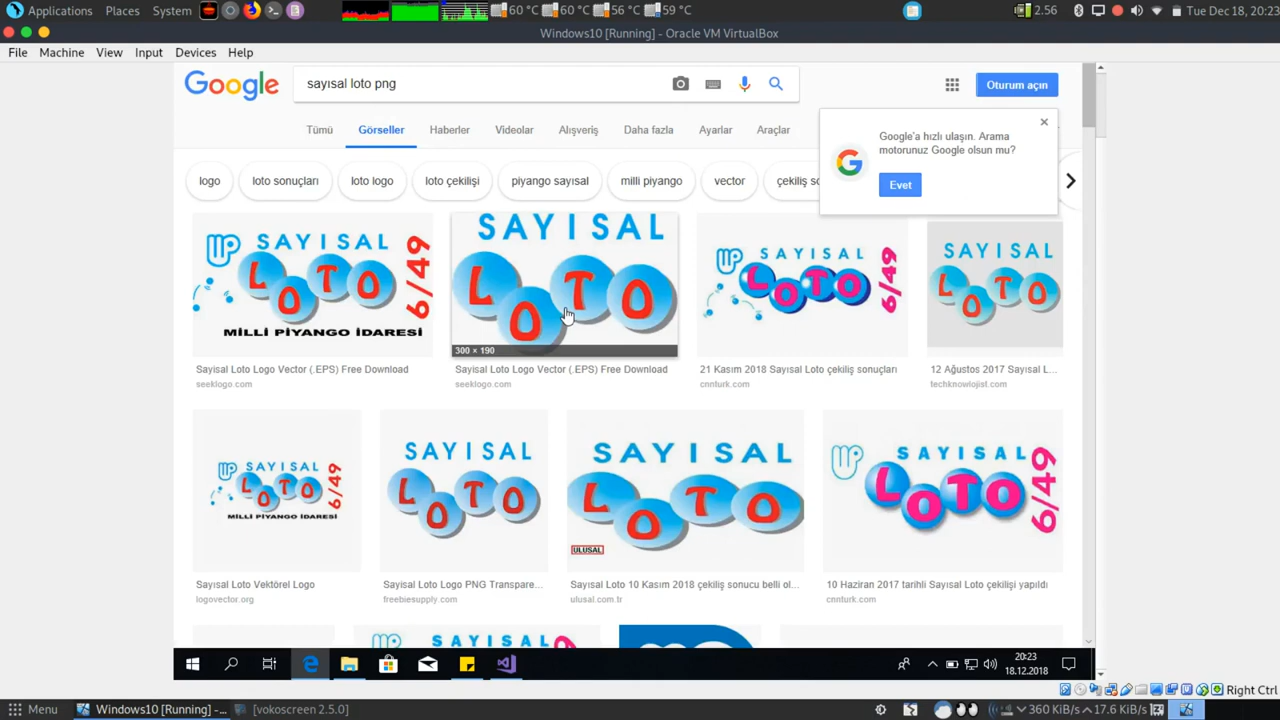 Applications Places System 60 °C 60 °C 56 °C 59 °C 2.56 Tue Dec 18, 20:23
Windows10 [Running] - Oracle VM VirtualBox
File Machine View Input Devices Help
Google sayısal loto png Oturum açın
Tümü Görseller Haberler Videolar Alışveriş Daha fazla Ayarlar Araçlar
Google'a hızlı ulaşın. Arama
motorunuz Google olsun mu?
Evet
logo loto sonuçları loto logo loto çekilişi piyango sayısal milli piyango vector çekiliş so
SAYISAL
LOTO
6/49
MİLLİ PİYANGO İDARESİ
SAYISAL
LOTO
300 × 190
SAYISAL
LOTO
6/49
SAYISAL
LOTO
Sayisal Loto Logo Vector (.EPS) Free Download
seeklogo.com
Sayisal Loto Logo Vector (.EPS) Free Download
seeklogo.com
21 Kasım 2018 Sayısal Loto çekiliş sonuçları
cnnturk.com
12 Ağustos 2017 Sayısal L...
techknowlojist.com
SAYISAL
LOTO
6/49
MİLLİ PİYANGO İDARESİ
SAYISAL
LOTO
SAYISAL
LOTO
ULUSAL
SAYISAL
LOTO
6/49
Sayısal Loto Vektörel Logo
logovector.org
Sayisal Loto Logo PNG Transpare...
freebiesupply.com
Sayısal Loto 10 Kasım 2018 çekiliş sonucu belli ol...
ulusal.com.tr
10 Haziran 2017 tarihli Sayısal Loto çekilişi yapıldı
cnnturk.com
SAYISAL
20:23
18.12.2018
Right Ctrl
Menu Windows10 [Running] -... [vokoscreen 2.5.0] 360 KiB/s 17.6 KiB/s